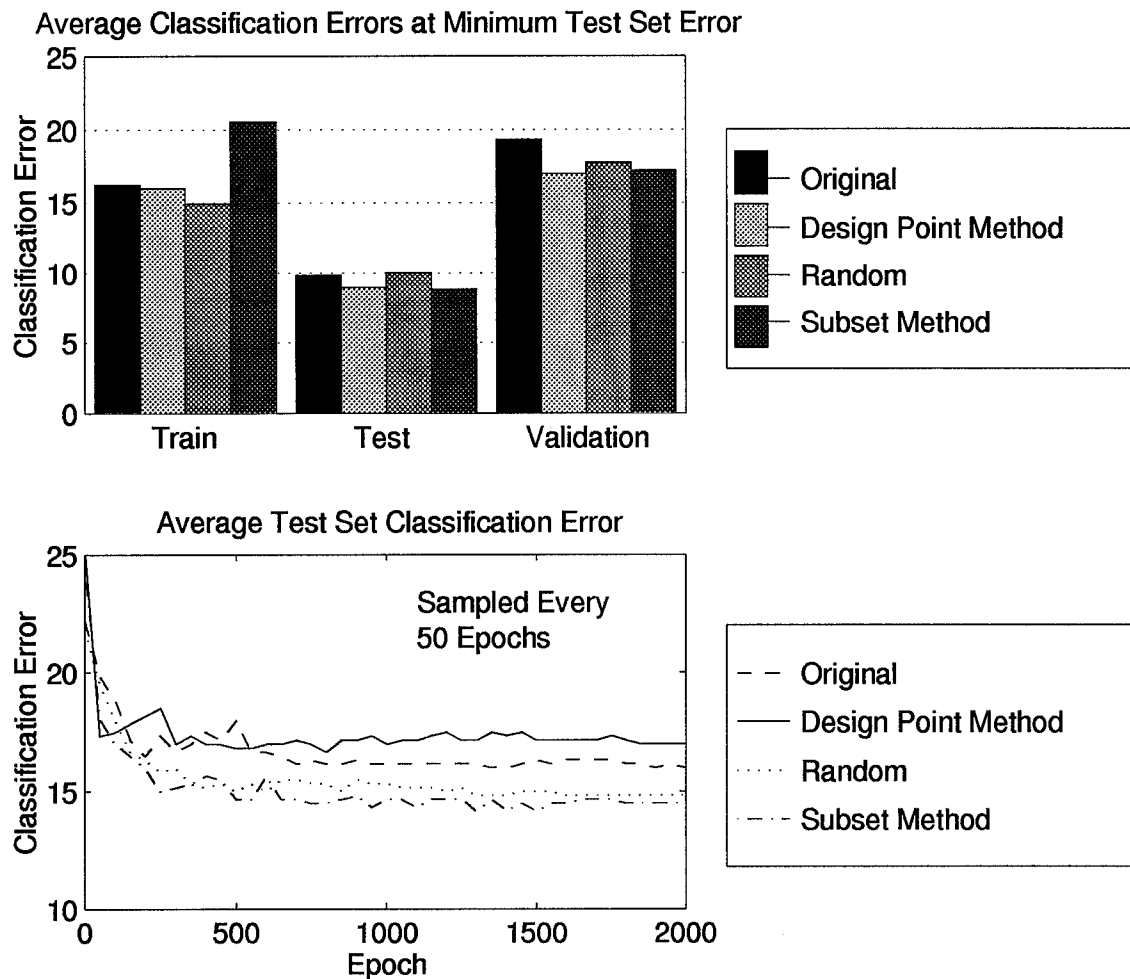 Average Classification Errors at Minimum Test Set Error
Classification Error
25
20
15
10
5
0
Train
Test
Validation
Original
Design Point Method
Random
Subset Method
Average Test Set Classification Error
Classification Error
25
20
15
10
Sampled Every
50 Epochs
0
500
1000
1500
2000
Epoch
Original
Design Point Method
Random
Subset Method